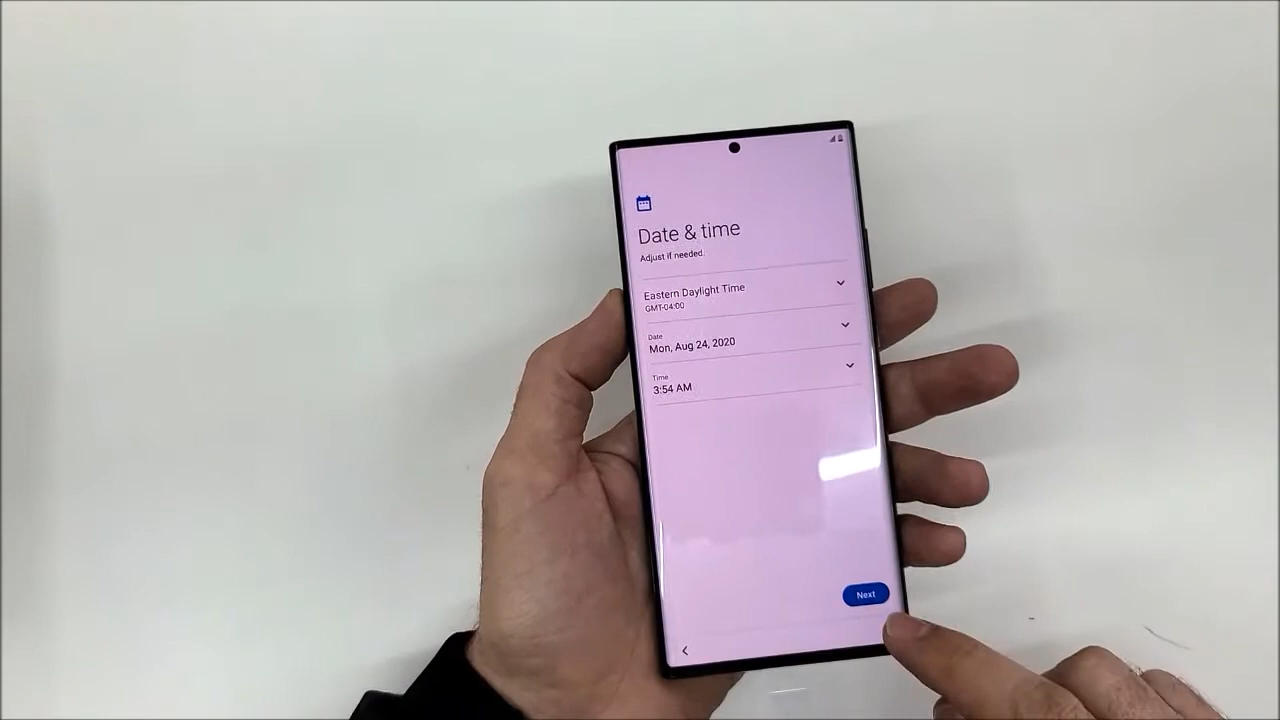 Date & time
Adjust if needed.
Eastern Daylight Time
GMT-04:00
Date
Mon, Aug 24, 2020
Time
3:54 AM
Next